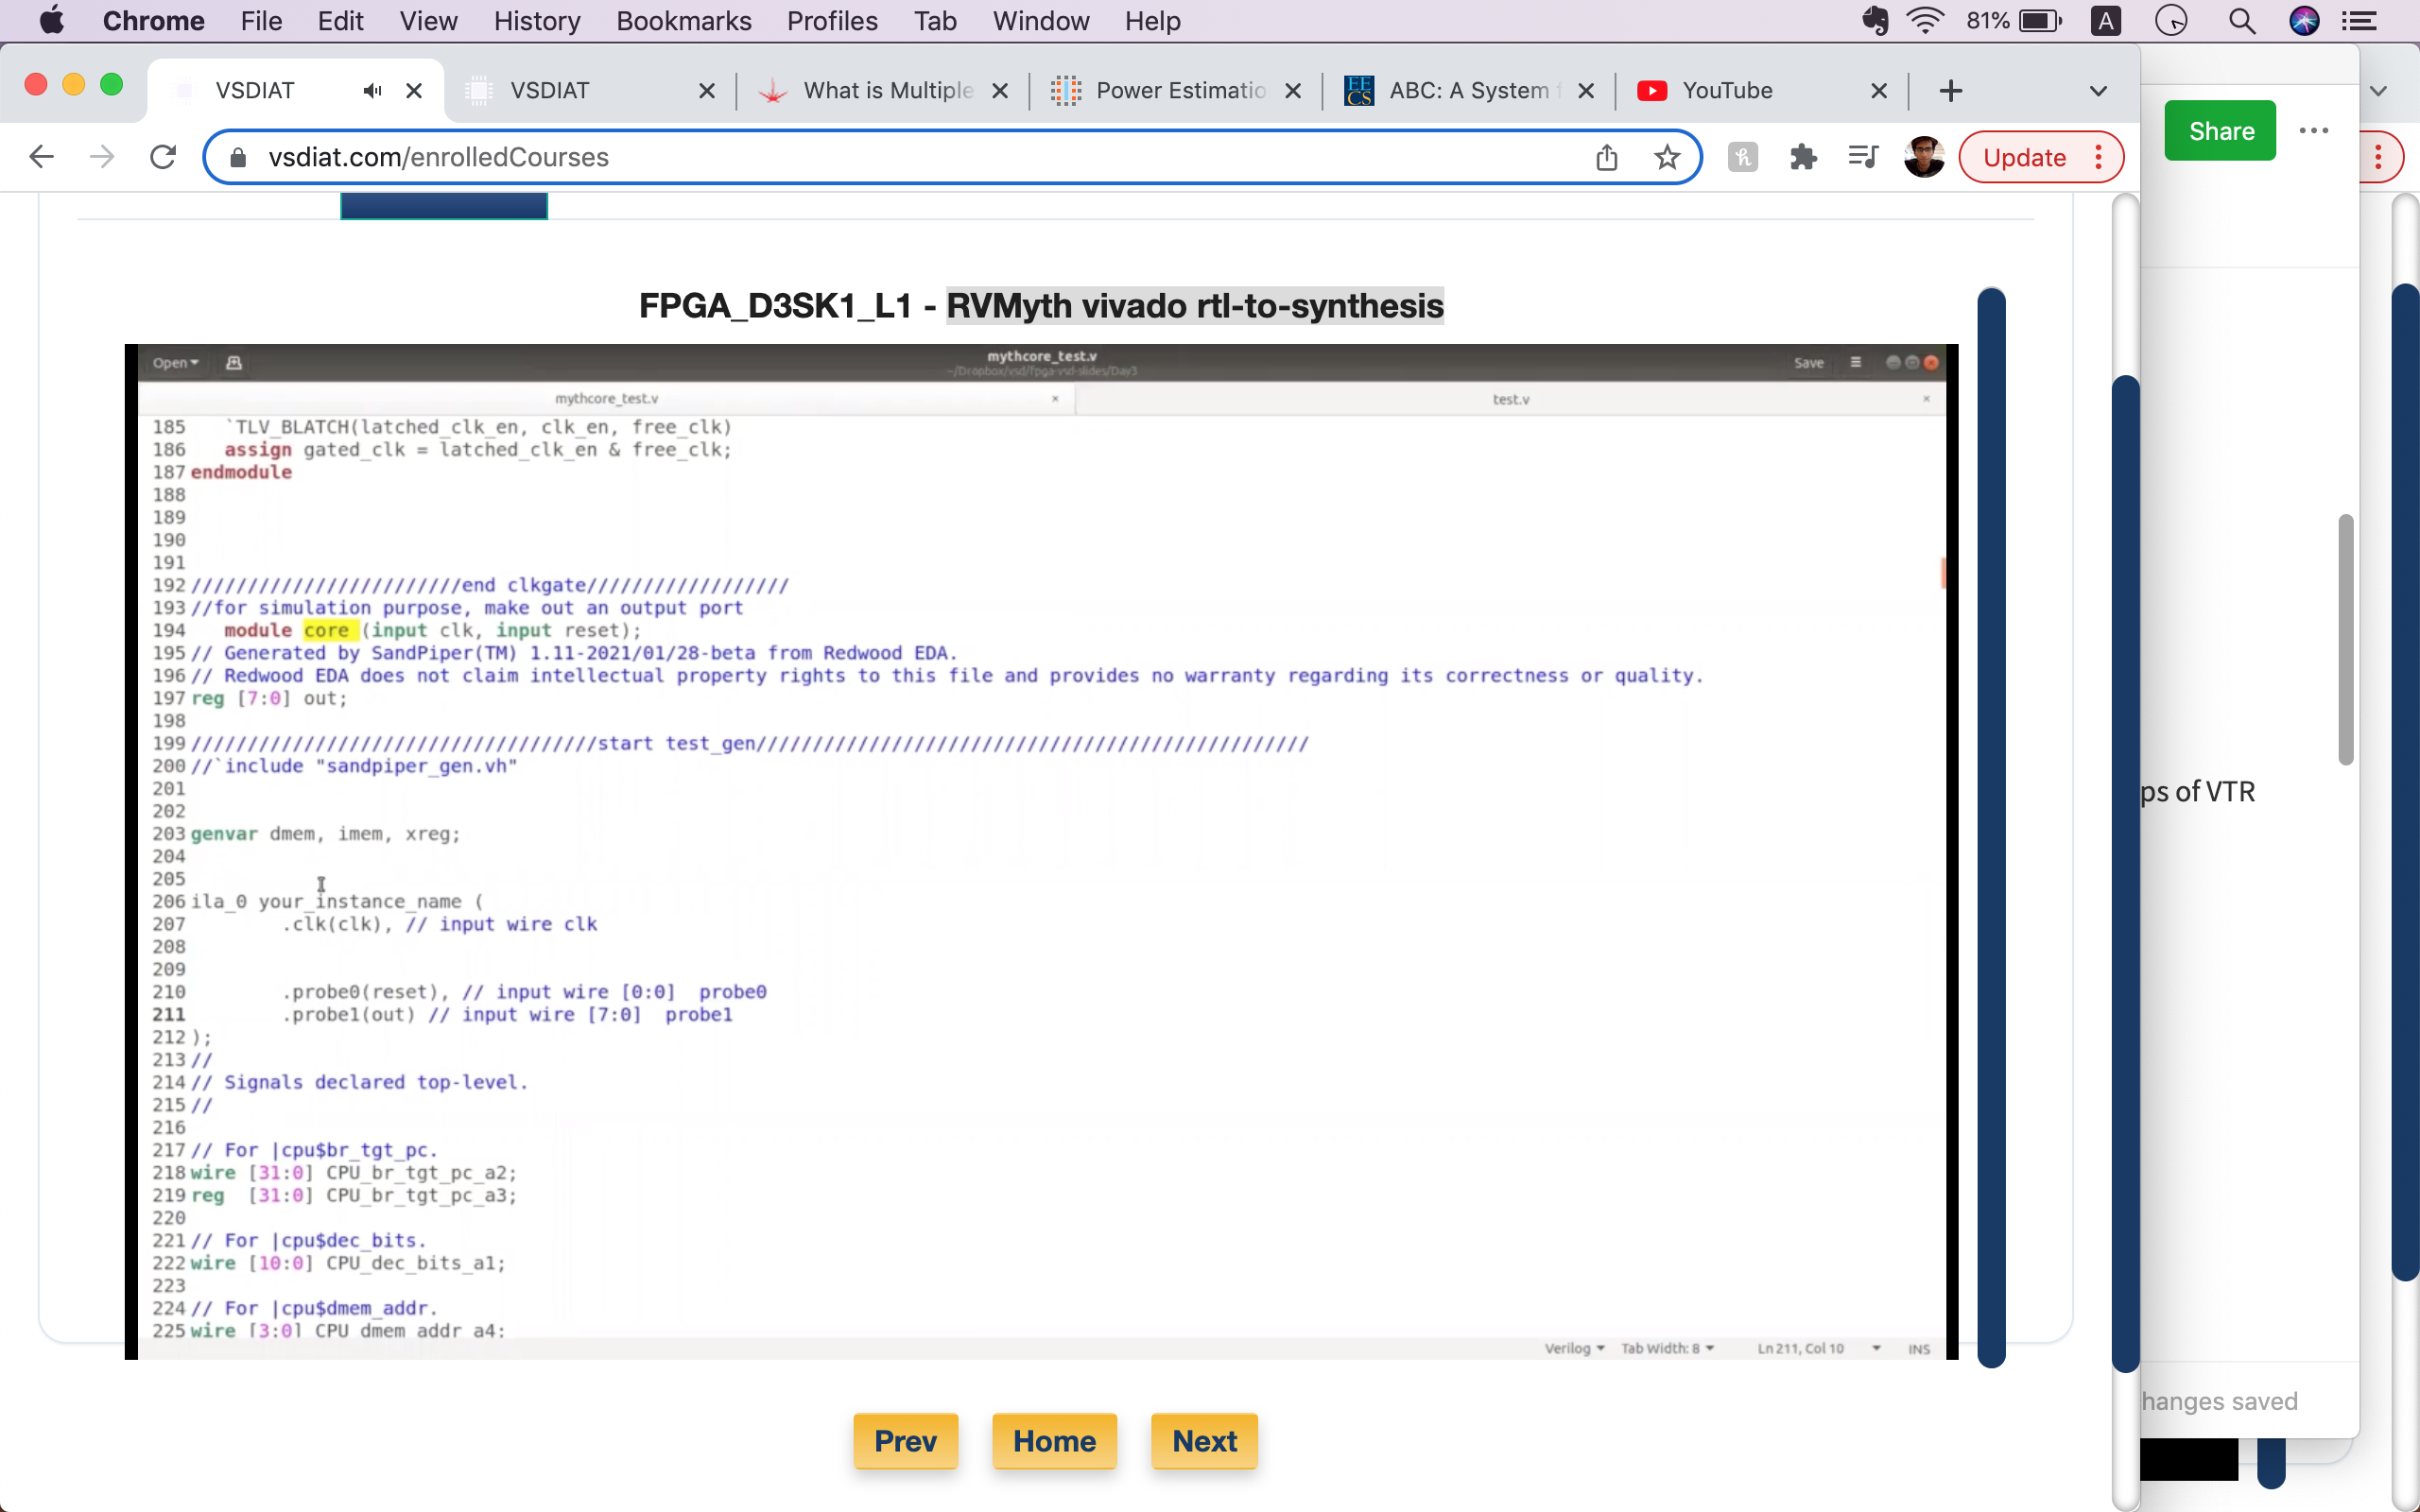 Chrome File Edit View History Bookmarks Profiles Tab Window Help 81% A
VSDIAT VSDIAT What is Multiple Power Estimatio ABC: A System f YouTube
Share
vsdiat.com/enrolledCourses Update
FPGA_D3SK1_L1 - RVMyth vivado rtl-to-synthesis
Open mythcore_test.v Save
~/Dropbox/vsd/fpga-vsd-slides/Day3
mythcore_test.v test.v
185 `TLV_BLATCH(latched_clk_en, clk_en, free_clk)
186 assign gated_clk = latched_clk_en & free_clk;
187 endmodule
188
189
190
191
192 ////////////////////////end clkgate//////////////////
193 //for simulation purpose, make out an output port
194 module core (input clk, input reset);
195 // Generated by SandPiper(TM) 1.11-2021/01/28-beta from Redwood EDA.
196 // Redwood EDA does not claim intellectual property rights to this file and provides no warranty regarding its correctness or quality.
197 reg [7:0] out;
198
199 ////////////////////////////////////start test_gen/////////////////////////////////////////////////
200 //`include "sandpiper_gen.vh"
201
202
203 genvar dmem, imem, xreg;
204
205
206 ila_0 your_instance_name (
207 .clk(clk), // input wire clk
208
209
210 .probe0(reset), // input wire [0:0] probe0
211 .probe1(out) // input wire [7:0] probe1
212 );
213 //
214 // Signals declared top-level.
215 //
216
217 // For |cpu$br_tgt_pc.
218 wire [31:0] CPU_br_tgt_pc_a2;
219 reg [31:0] CPU_br_tgt_pc_a3;
220
221 // For |cpu$dec_bits.
222 wire [10:0] CPU_dec_bits_a1;
223
224 // For |cpu$dmem_addr.
225 wire [3:0] CPU_dmem_addr_a4;
Verilog Tab Width: 8 Ln 211, Col 10 INS
ps of VTR
hanges saved
Prev Home Next